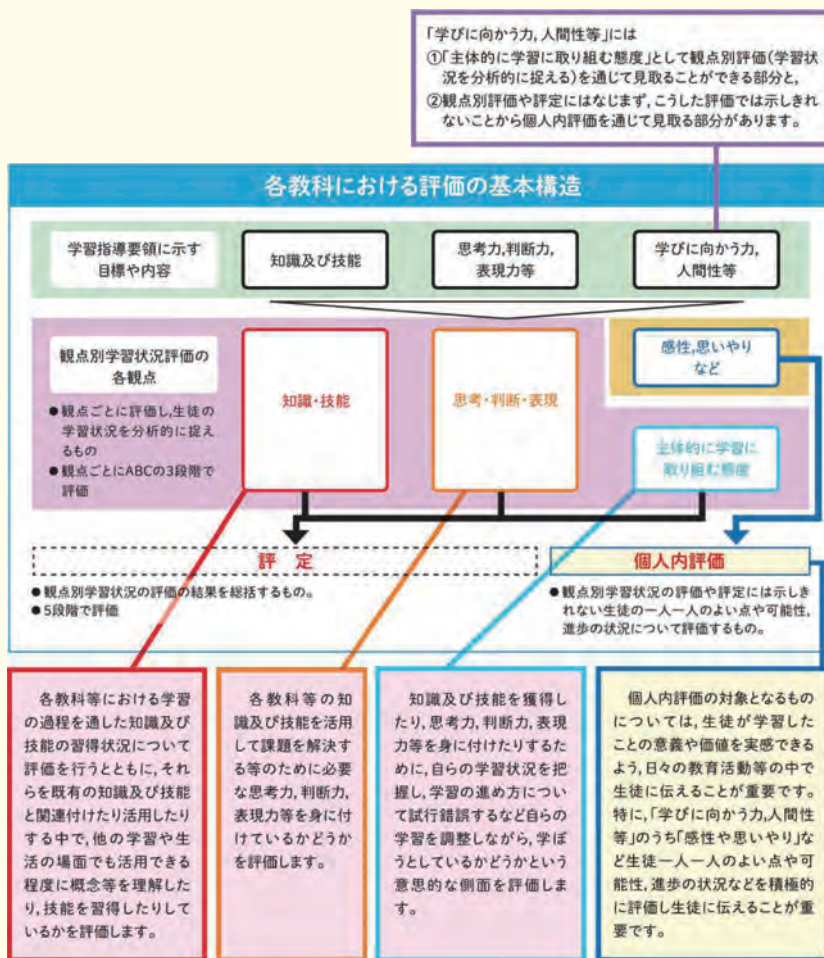 「学びに向かう力,人間性等」には
①「主体的に学習に取り組む態度」として観点別評価(学習状
況を分析的に捉える)を通じて見取ることができる部分と,
②観点別評価や評定にはなじまず,こうした評価では示しきれ
ないことから個人内評価を通じて見取る部分があります。
各教科における評価の基本構造
学習指導要領に示す
目標や内容
知識及び技能
思考力,判断力,
表現力等
学びに向かう力,
人間性等
観点別学習状況評価の
各観点
●観点ごとに評価し,生徒の
学習状況を分析的に捉え
るもの
●観点ごとにABCの3段階で
評価
知識・技能
思考・判断・表現
感性,思いやり
など
主体的に学習に
取り組む態度
評 定
●観点別学習状況の評価の結果を総括するもの。
●5段階で評価
個人内評価
●観点別学習状況の評価や評定には示しき
れない生徒の一人一人のよい点や可能性,
進歩の状況について評価するもの。
各教科等における学習
の過程を通した知識及び
技能の習得状況について
評価を行うとともに,それ
らを既有の知識及び技能
と関連付けたり活用したり
する中で,他の学習や生
活の場面でも活用できる
程度に概念等を理解した
り,技能を習得したりして
いるかを評価します。
各教科等の知
識及び技能を活用
して課題を解決す
る等のために必要
な思考力,判断力,
表現力等を身に付
けているかどうか
を評価します。
知識及び技能を獲得し
たり,思考力,判断力,表現
力等を身に付けたりするた
めに,自らの学習状況を把
握し,学習の進め方について
試行錯誤するなど自らの
学習を調整しながら,学ぼ
うとしているかどうかという
意思的な側面を評価しま
す。
個人内評価の対象となるもの
については,生徒が学習した
ことの意義や価値を実感できる
よう,日々の教育活動等の中で
生徒に伝えることが重要です。
特に,「学びに向かう力,人間性
等」のうち「感性や思いやり」な
ど生徒一人一人のよい点や可
能性,進歩の状況などを積極的
に評価し生徒に伝えることが重
要です。